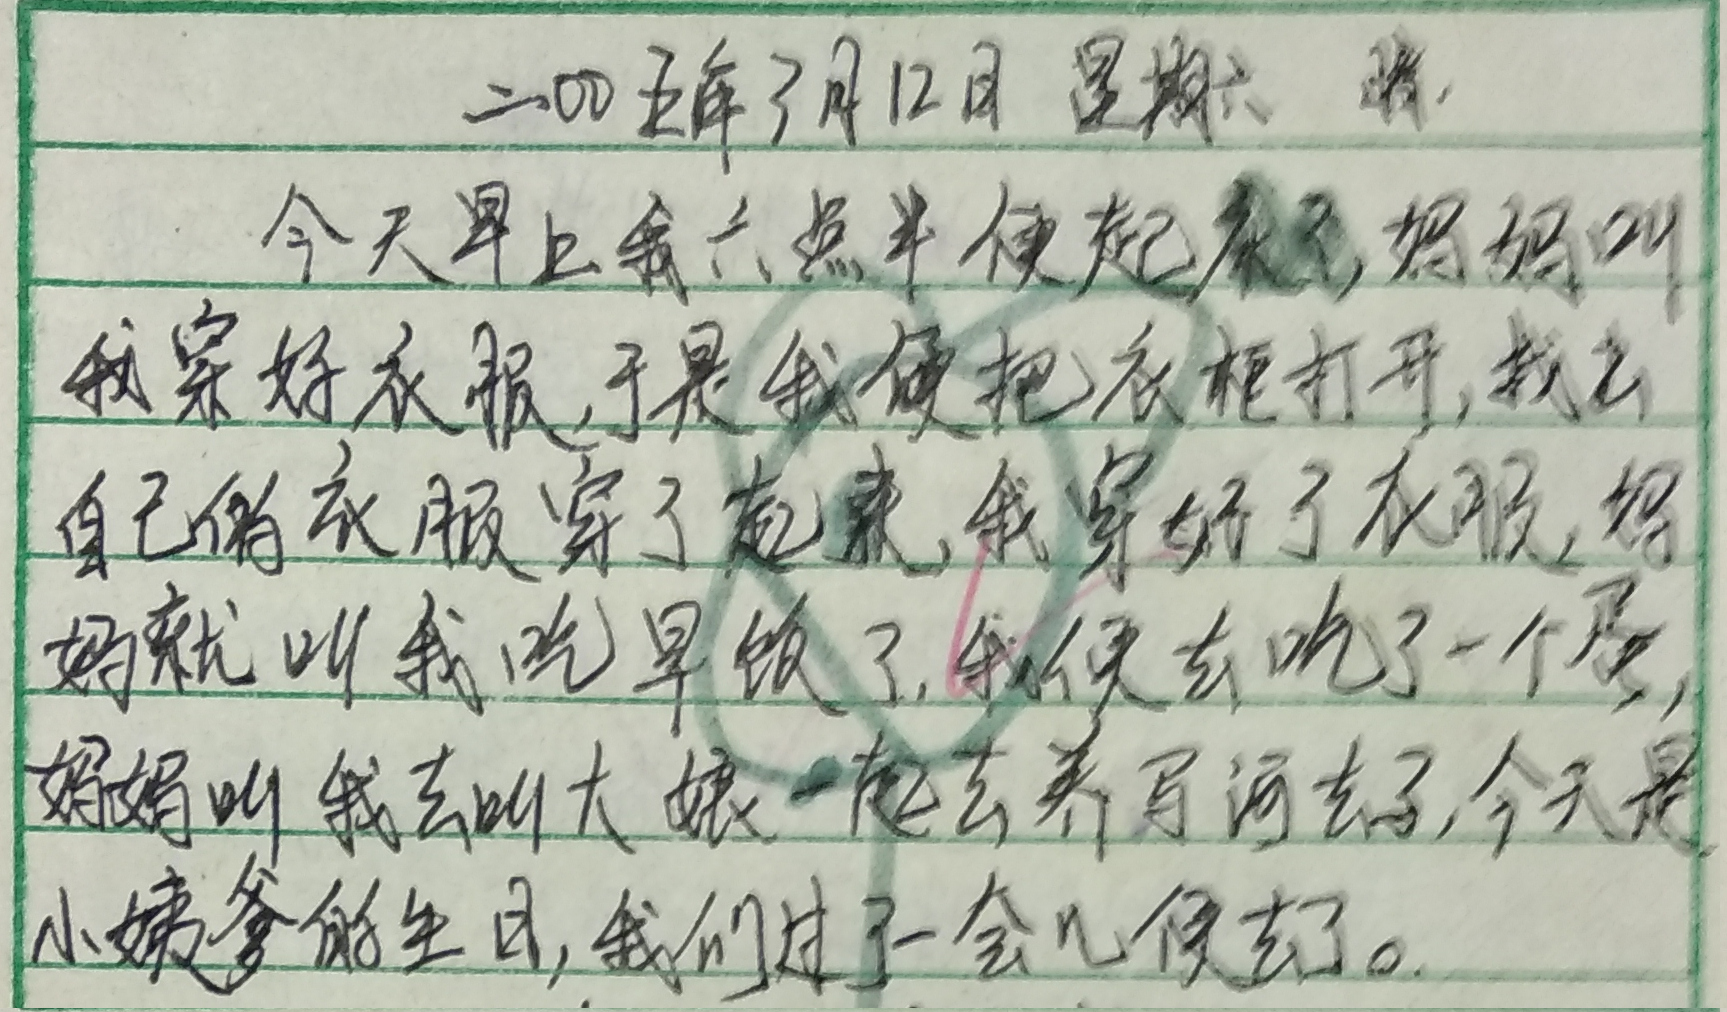 二〇〇五年3月12日 星期六 晴.
今天早上我六点半便起床了,妈妈叫
我穿好衣服,于是我便把衣柜打开,我去
自己的衣服穿了起来,我穿好了衣服,妈
妈就叫我吃早饭了,我便去吃了一个蛋,
妈妈叫我去叫大娘一起去养马河去了,今天是
小姨爹的生日,我们过了一会儿便去了。